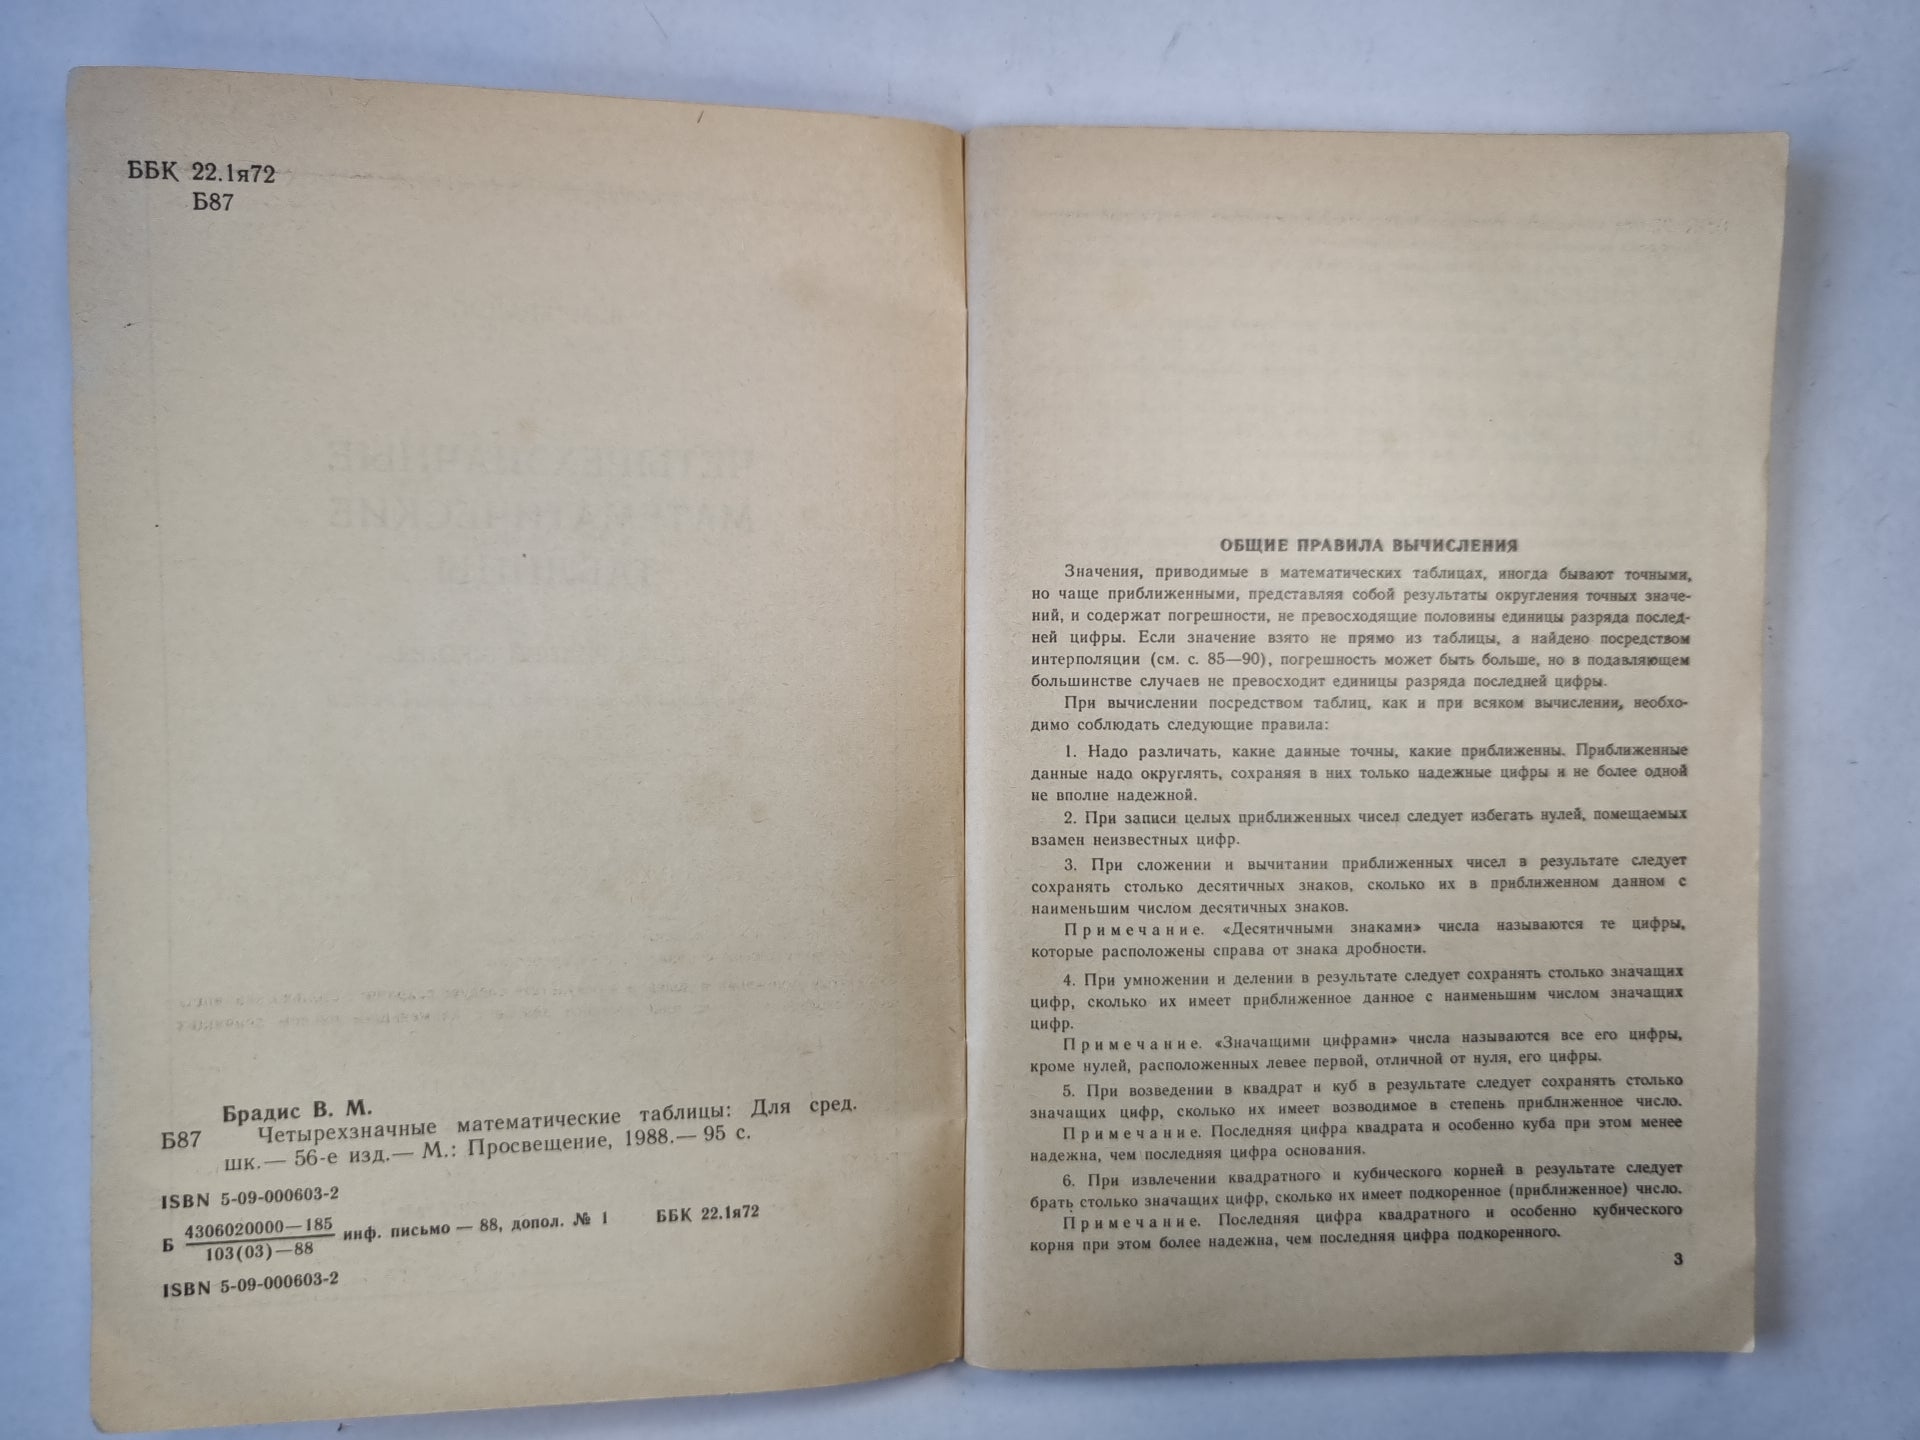 ББК 22.1я72
Б87
Брадис В. М.
Б87 Четырехзначные математические таблицы: Для сред.
шк.— 56-е изд.— М.: Просвещение, 1988.— 95 с.
ISBN 5-09-000603-2
Б 4306020000—185 / 103(03)—88 инф. письмо — 88, допол. № 1 ББК 22.1я72
ISBN 5-09-000603-2
ОБЩИЕ ПРАВИЛА ВЫЧИСЛЕНИЯ
Значения, приводимые в математических таблицах, иногда бывают точными,
но чаще приближенными, представляя собой результаты округления точных значе-
ний, и содержат погрешности, не превосходящие половины единицы разряда послед-
ней цифры. Если значение взято не прямо из таблицы, а найдено посредством
интерполяции (см. с. 85—90), погрешность может быть больше, но в подавляющем
большинстве случаев не превосходит единицы разряда последней цифры.
При вычислении посредством таблиц, как и при всяком вычислении, необхо-
димо соблюдать следующие правила:
1. Надо различать, какие данные точны, какие приближенны. Приближенные
данные надо округлять, сохраняя в них только надежные цифры и не более одной
не вполне надежной.
2. При записи целых приближенных чисел следует избегать нулей, помещаемых
взамен неизвестных цифр.
3. При сложении и вычитании приближенных чисел в результате следует
сохранять столько десятичных знаков, сколько их в приближенном данном с
наименьшим числом десятичных знаков.
Примечание. «Десятичными знаками» числа называются те цифры,
которые расположены справа от знака дробности.
4. При умножении и делении в результате следует сохранять столько значащих
цифр, сколько их имеет приближенное данное с наименьшим числом значащих
цифр.
Примечание. «Значащими цифрами» числа называются все его цифры,
кроме нулей, расположенных левее первой, отличной от нуля, его цифры.
5. При возведении в квадрат и куб в результате следует сохранять столько
значащих цифр, сколько их имеет возводимое в степень приближенное число.
Примечание. Последняя цифра квадрата и особенно куба при этом менее
надежна, чем последняя цифра основания.
6. При извлечении квадратного и кубического корней в результате следует
брать столько значащих цифр, сколько их имеет подкоренное (приближенное) число.
Примечание. Последняя цифра квадратного и особенно кубического
корня при этом более надежна, чем последняя цифра подкоренного.
3